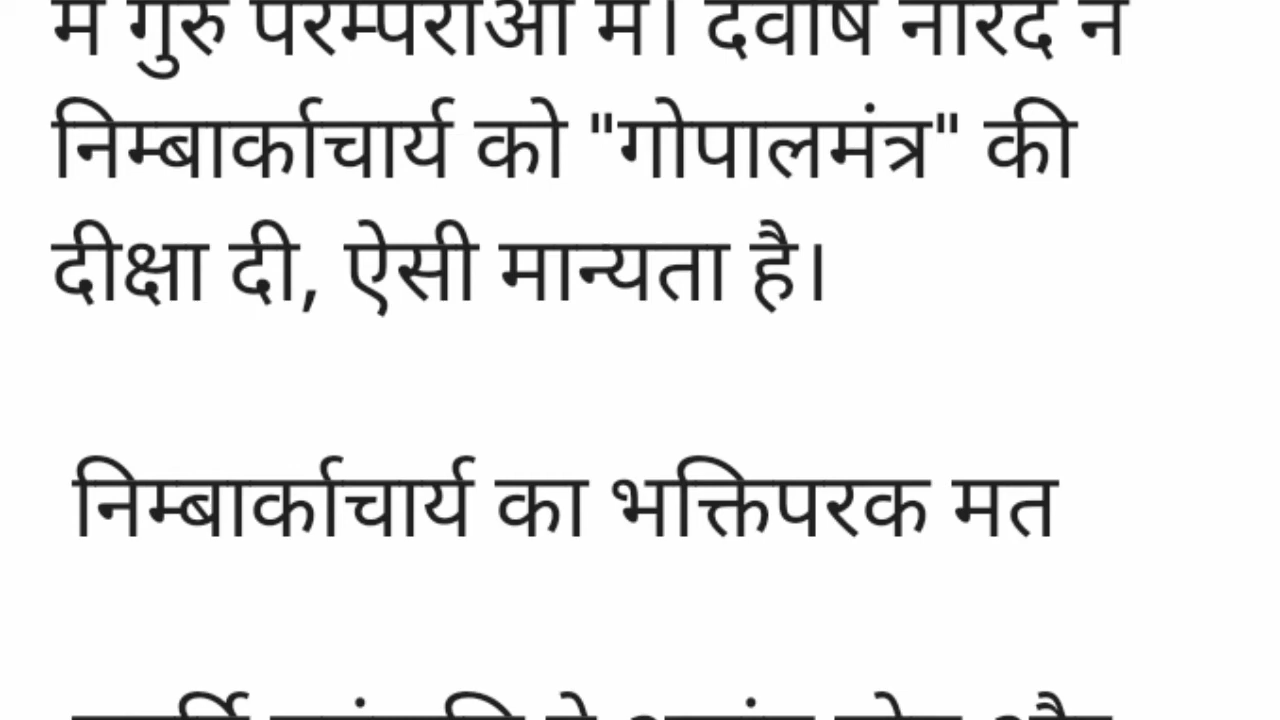 में गुरु परम्पराओं में। देवर्षि नारद ने
निम्बार्काचार्य को "गोपालमंत्र" की
दीक्षा दी, ऐसी मान्यता है।
निम्बार्काचार्य का भक्तिपरक मत